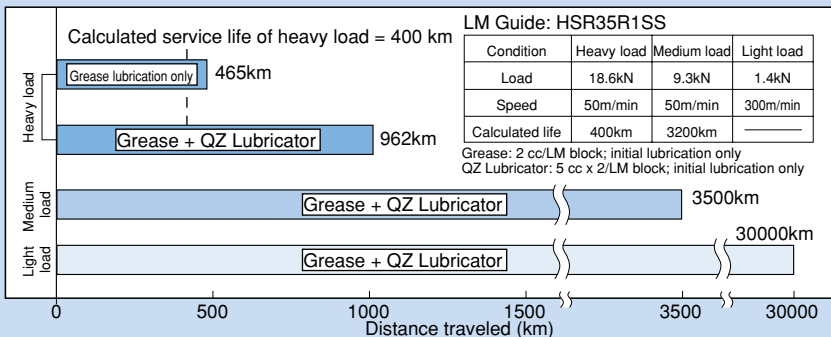 Calculated service life of heavy load = 400 km
LM Guide: HSR35R1SS
Condition Heavy load Medium load Light load
Load 18.6kN 9.3kN 1.4kN
Speed 50m/min 50m/min 300m/min
Calculated life 400km 3200km ———
Grease: 2 cc/LM block; initial lubrication only
QZ Lubricator: 5 cc x 2/LM block; initial lubrication only
Heavy load
Grease lubrication only 465km
Grease + QZ Lubricator 962km
Medium
load
Grease + QZ Lubricator 3500km
Light
load
Grease + QZ Lubricator 30000km
0 500 1000 1500 3500 30000
Distance traveled (km)